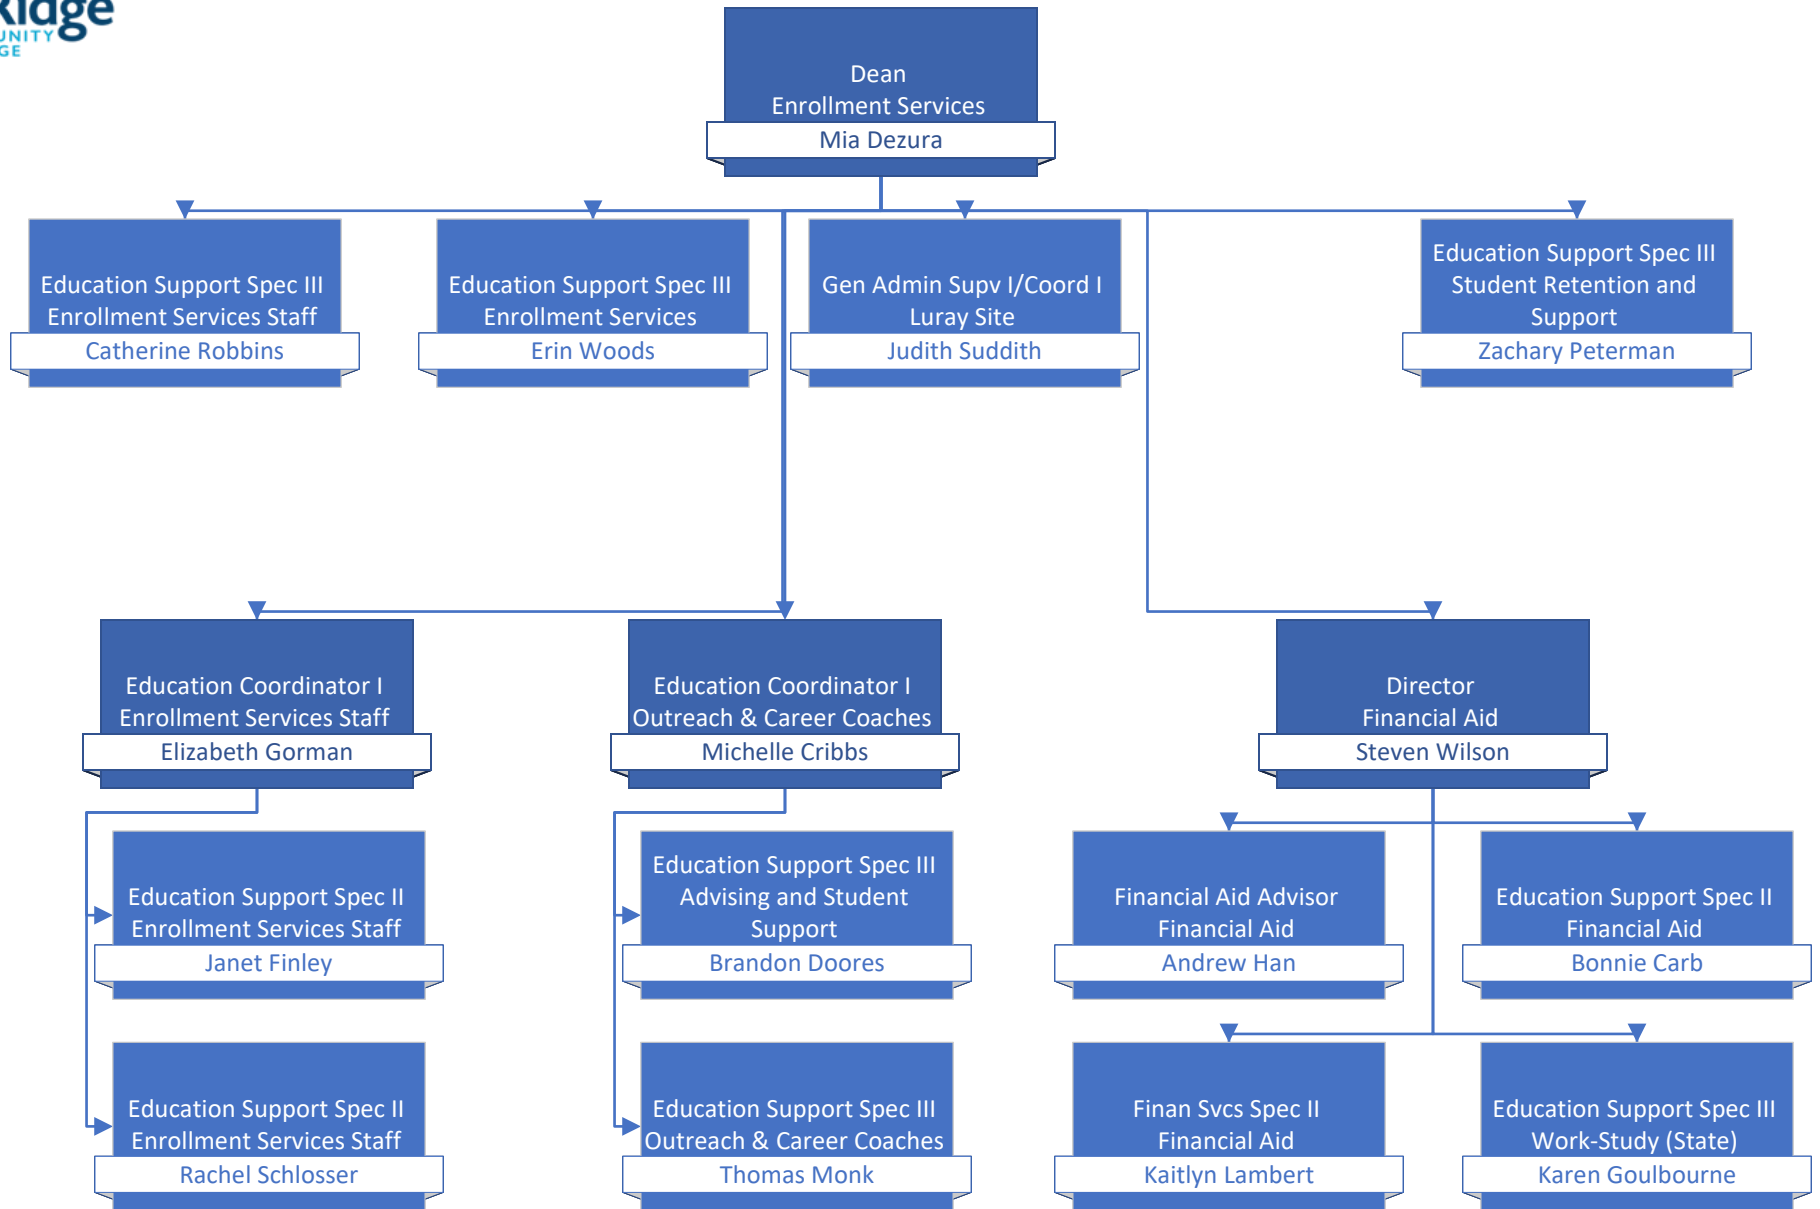 Ridge
Dean
Enrollment Services
Mia Dezura
Education Support Spec III
Enrollment Services Staff
Catherine Robbins
Education Support Spec III
Enrollment Services
Erin Woods
Gen Admin Supv I/Coord I
Luray Site
Judith Suddith
Education Support Spec III
Student Retention and
Support
Zachary Peterman
Education Coordinator I
Enrollment Services Staff
Elizabeth Gorman
Education Coordinator I
Outreach & Career Coaches
Michelle Cribbs
Director
Financial Aid
Steven Wilson
Education Support Spec II
Enrollment Services Staff
Janet Finley
Education Support Spec III
Advising and Student
Support
Brandon Doores
Financial Aid Advisor
Financial Aid
Andrew Han
Education Support Spec II
Financial Aid
Bonnie Carb
Education Support Spec II
Enrollment Services Staff
Rachel Schlosser
Education Support Spec III
Outreach & Career Coaches
Thomas Monk
Finan Svcs Spec II
Financial Aid
Kaitlyn Lambert
Education Support Spec III
Work-Study (State)
Karen Goulbourne